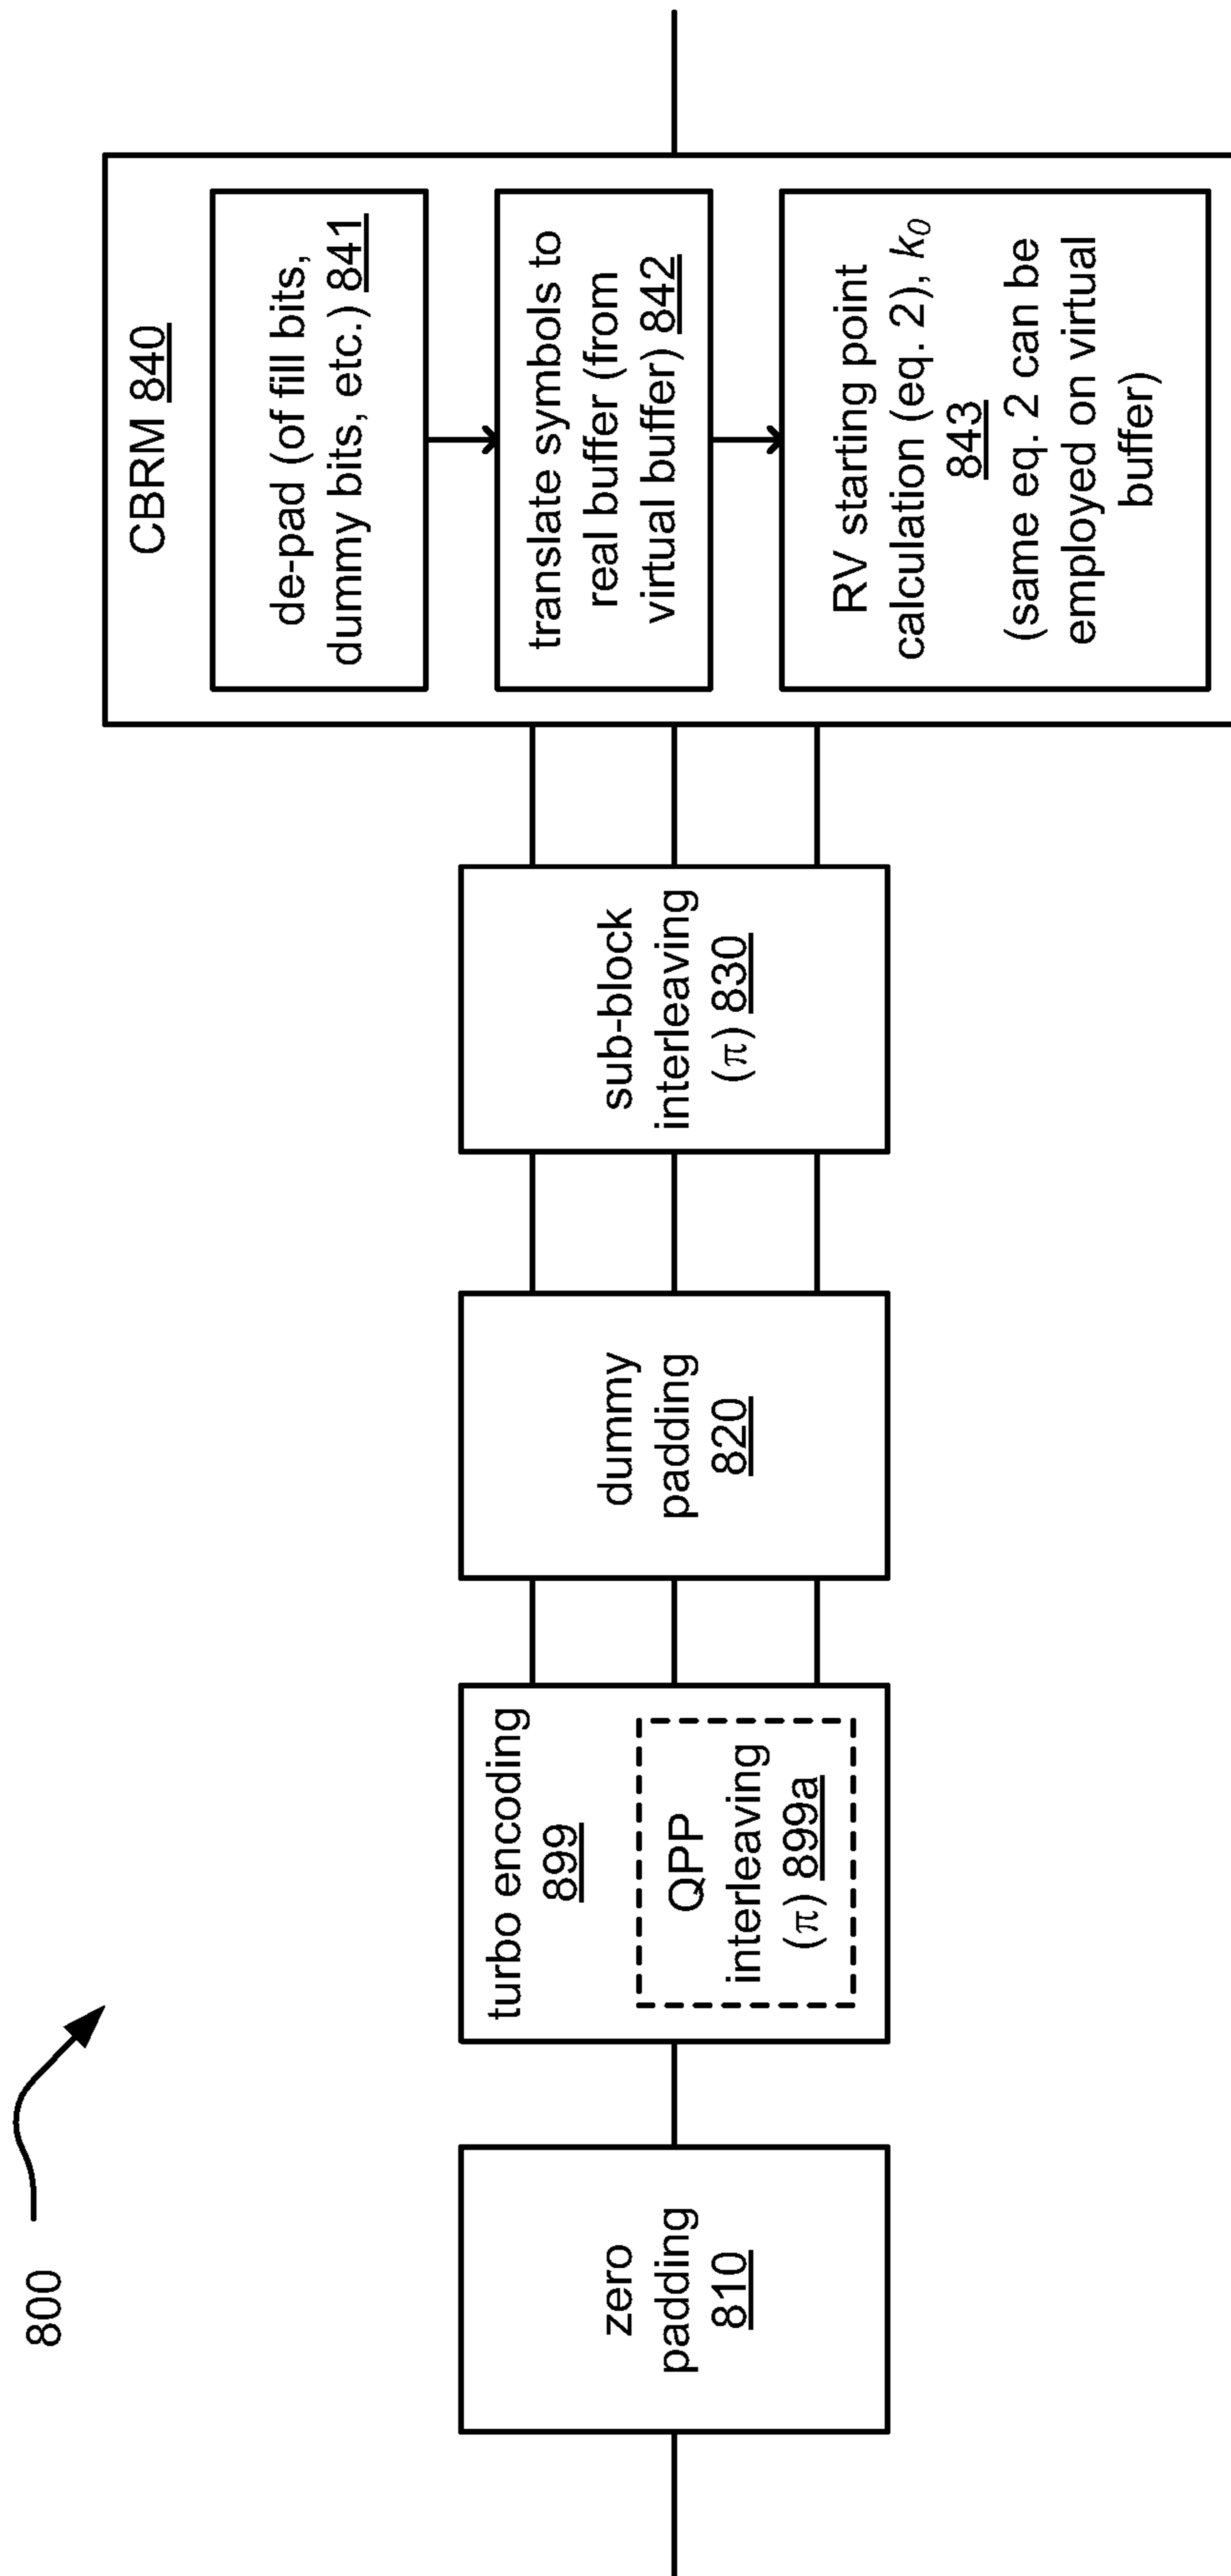 800
zero
padding
810
turbo encoding
899
QPP
interleaving
(π) 899a
dummy
padding
820
sub-block
interleaving
(π) 830
CBRM 840
de-pad (of fill bits,
dummy bits, etc.) 841
translate symbols to
real buffer (from
virtual buffer) 842
RV starting point
calculation (eq. 2), k0
843
(same eq. 2 can be
employed on virtual
buffer)